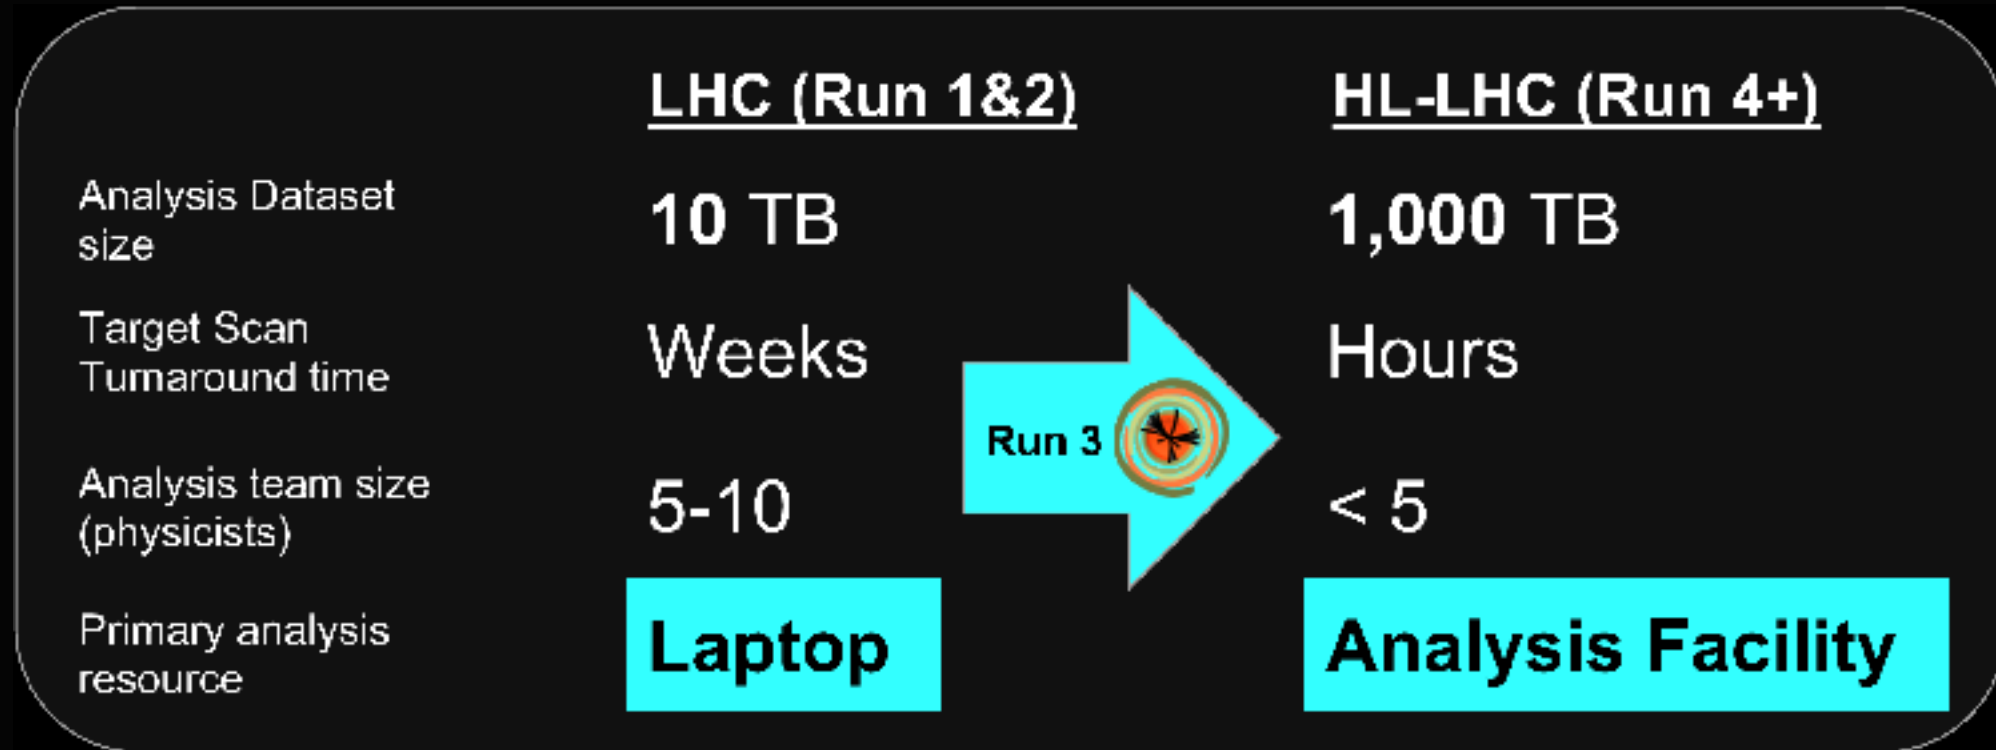 LHC (Run 1&2) HL-LHC (Run 4+)
Analysis Dataset
size
10 TB 1,000 TB
Target Scan
Turnaround time
Weeks Hours
Run 3
Analysis team size
(physicists)
5-10 < 5
Primary analysis
resource
Laptop Analysis Facility